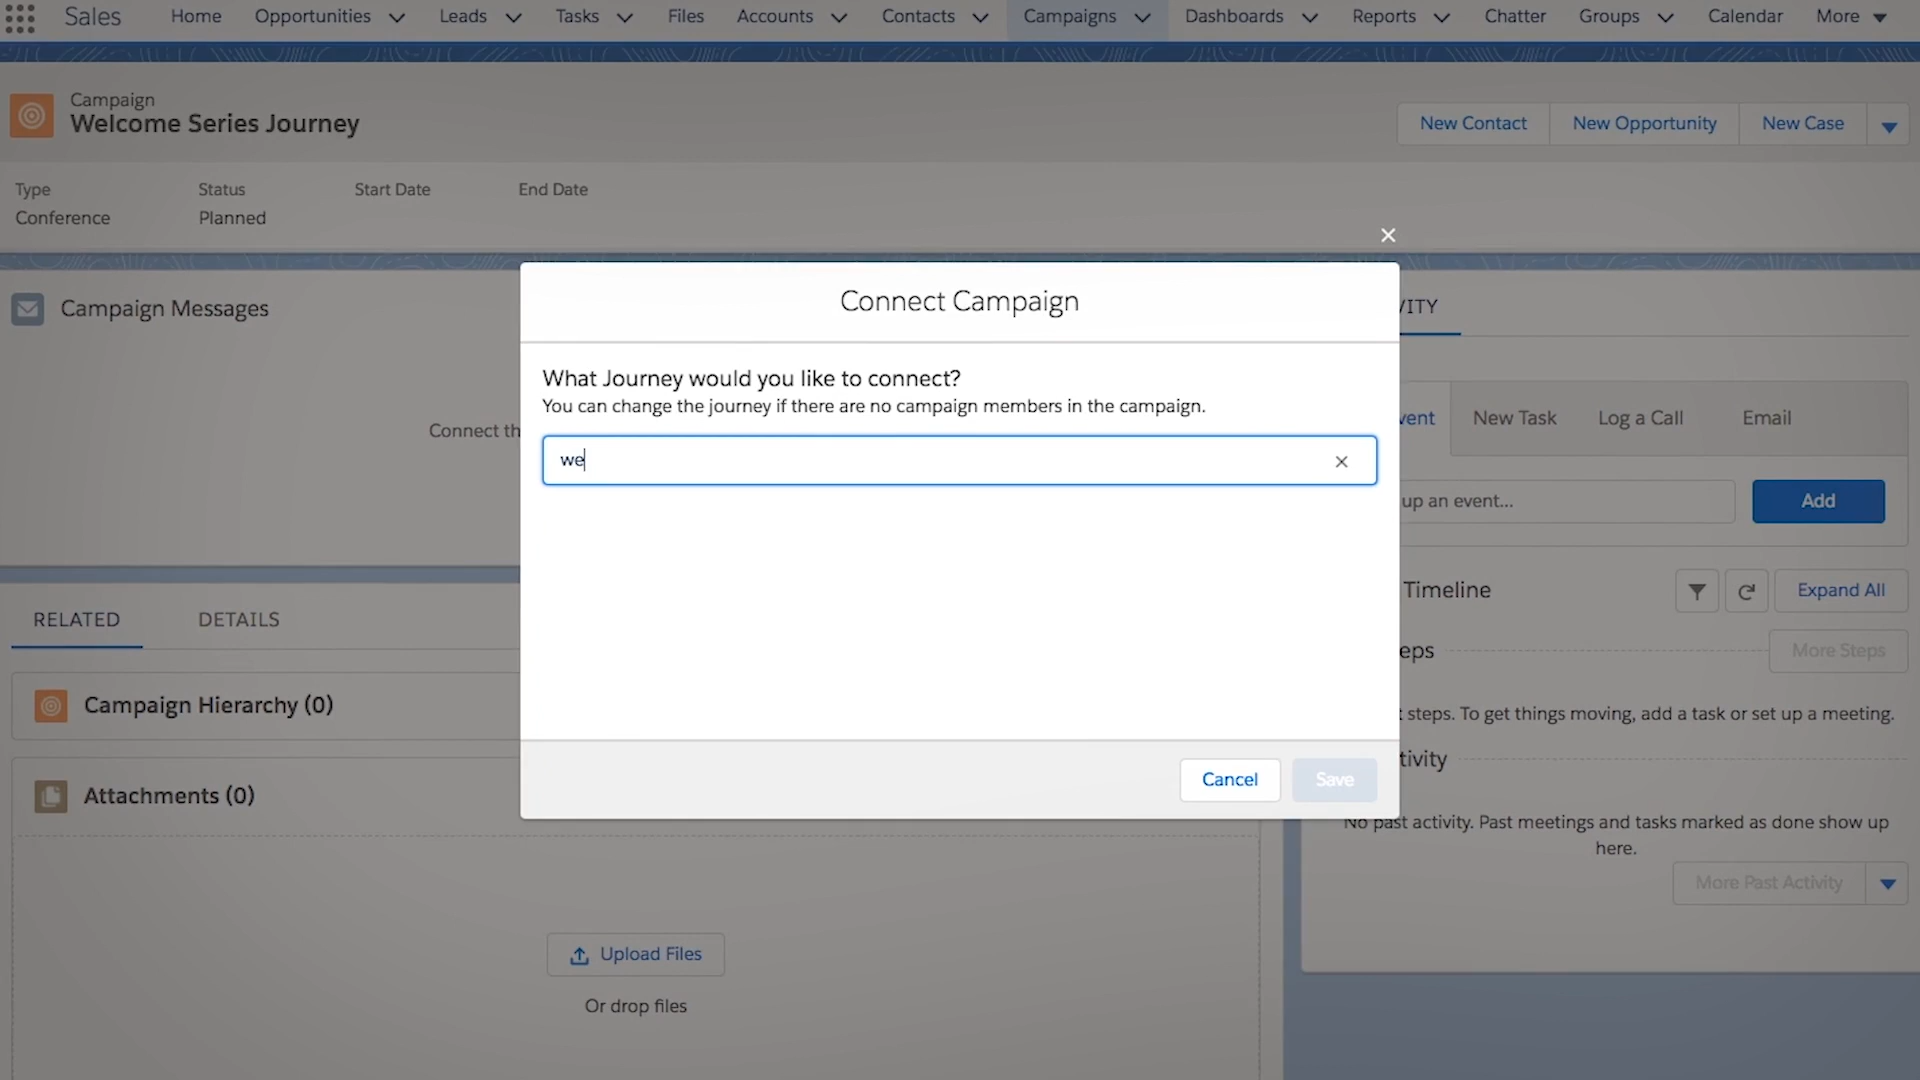 Sales
Home
Opportunities
Leads
Tasks
Files
Accounts
Contacts
Campaigns
Dashboards
Reports
Chatter
Groups
Calendar
More
Campaign
Welcome Series Journey
New Contact
New Opportunity
New Case
Type
Status
Start Date
End Date
Conference
Planned
Campaign Messages
Connect th
Connect Campaign
What Journey would you like to connect?
You can change the journey if there are no campaign members in the campaign.
we
Cancel
Save
VITY
vent
New Task
Log a Call
Email
up an event...
Add
Timeline
Expand All
eps
More Steps
t steps. To get things moving, add a task or set up a meeting.
tivity
No past activity. Past meetings and tasks marked as done show up
here.
More Past Activity
RELATED
DETAILS
Campaign Hierarchy (0)
Attachments (0)
Upload Files
Or drop files